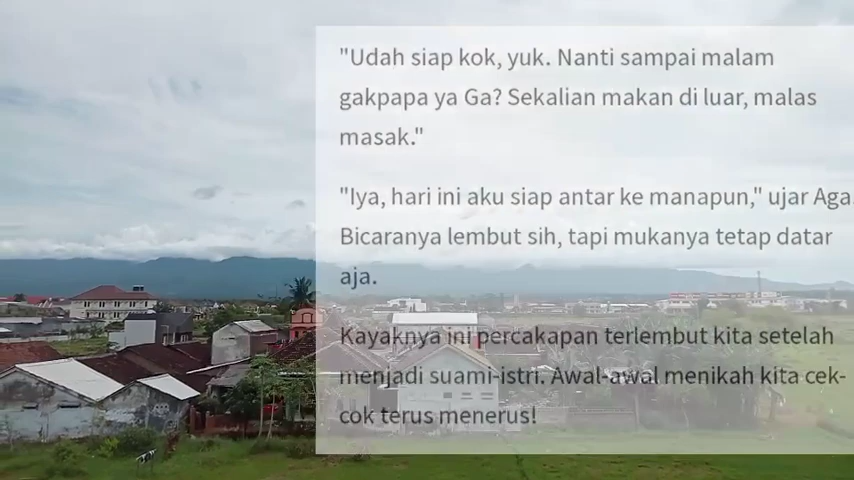 "Udah siap kok, yuk. Nanti sampai malam
gakpapa ya Ga? Sekalian makan di luar, malas
masak."
"Iya, hari ini aku siap antar ke manapun," ujar Aga.
Bicaranya lembut sih, tapi mukanya tetap datar
aja.
Kayaknya ini percakapan terlembut kita setelah
menjadi suami-istri. Awal-awal menikah kita cek-
cok terus menerus!